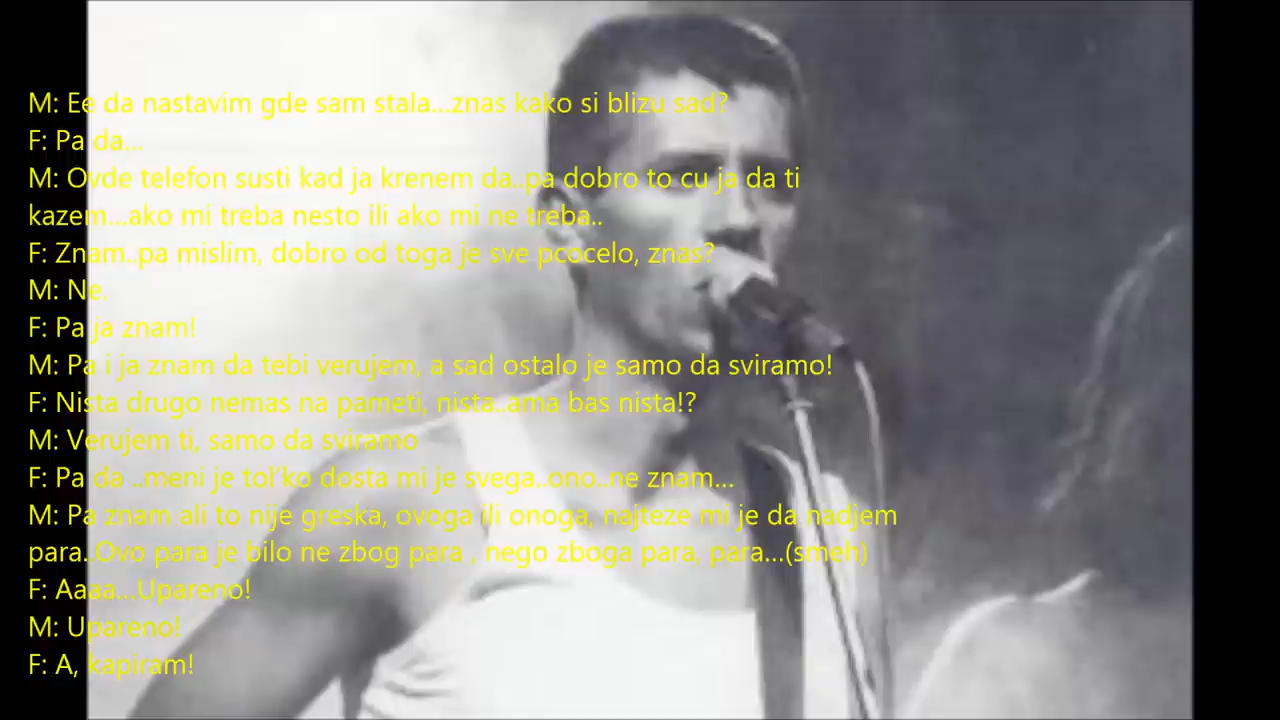 M: Ee da nastavim gde sam stala...znas kako si blizu sad?
F: Pa da...
M: Ovde telefon susti kad ja krenem da..pa dobro to cu ja da ti
kazem...ako mi treba nesto ili ako mi ne treba..
F: Znam..pa mislim, dobro od toga je sve pcocelo, znas?
M: Ne.
F: Pa ja znam!
M: Pa i ja znam da tebi verujem, a sad ostalo je samo da sviramo!
F: Nista drugo nemas na pameti, nista..ama bas nista!?
M: Verujem ti, samo da sviramo
F: Pa da ..meni je tol'ko dosta mi je svega..ono..ne znam...
M: Pa znam ali to nije greska, ovoga ili onoga, najteze mi je da nadjem
para..Ovo para je bilo ne zbog para , nego zboga para, para...(smeh)
F: Aaaa...Upareno!
M: Upareno!
F: A, kapiram!